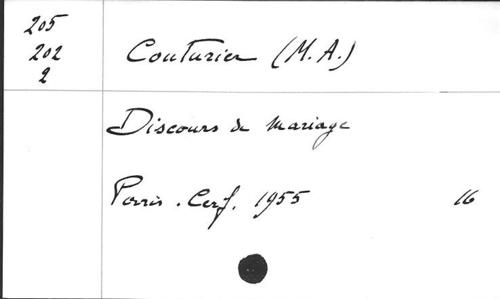 205
202
2
Couturier (M.A.)
Discours de mariage
Paris. Cerf. 1955 16